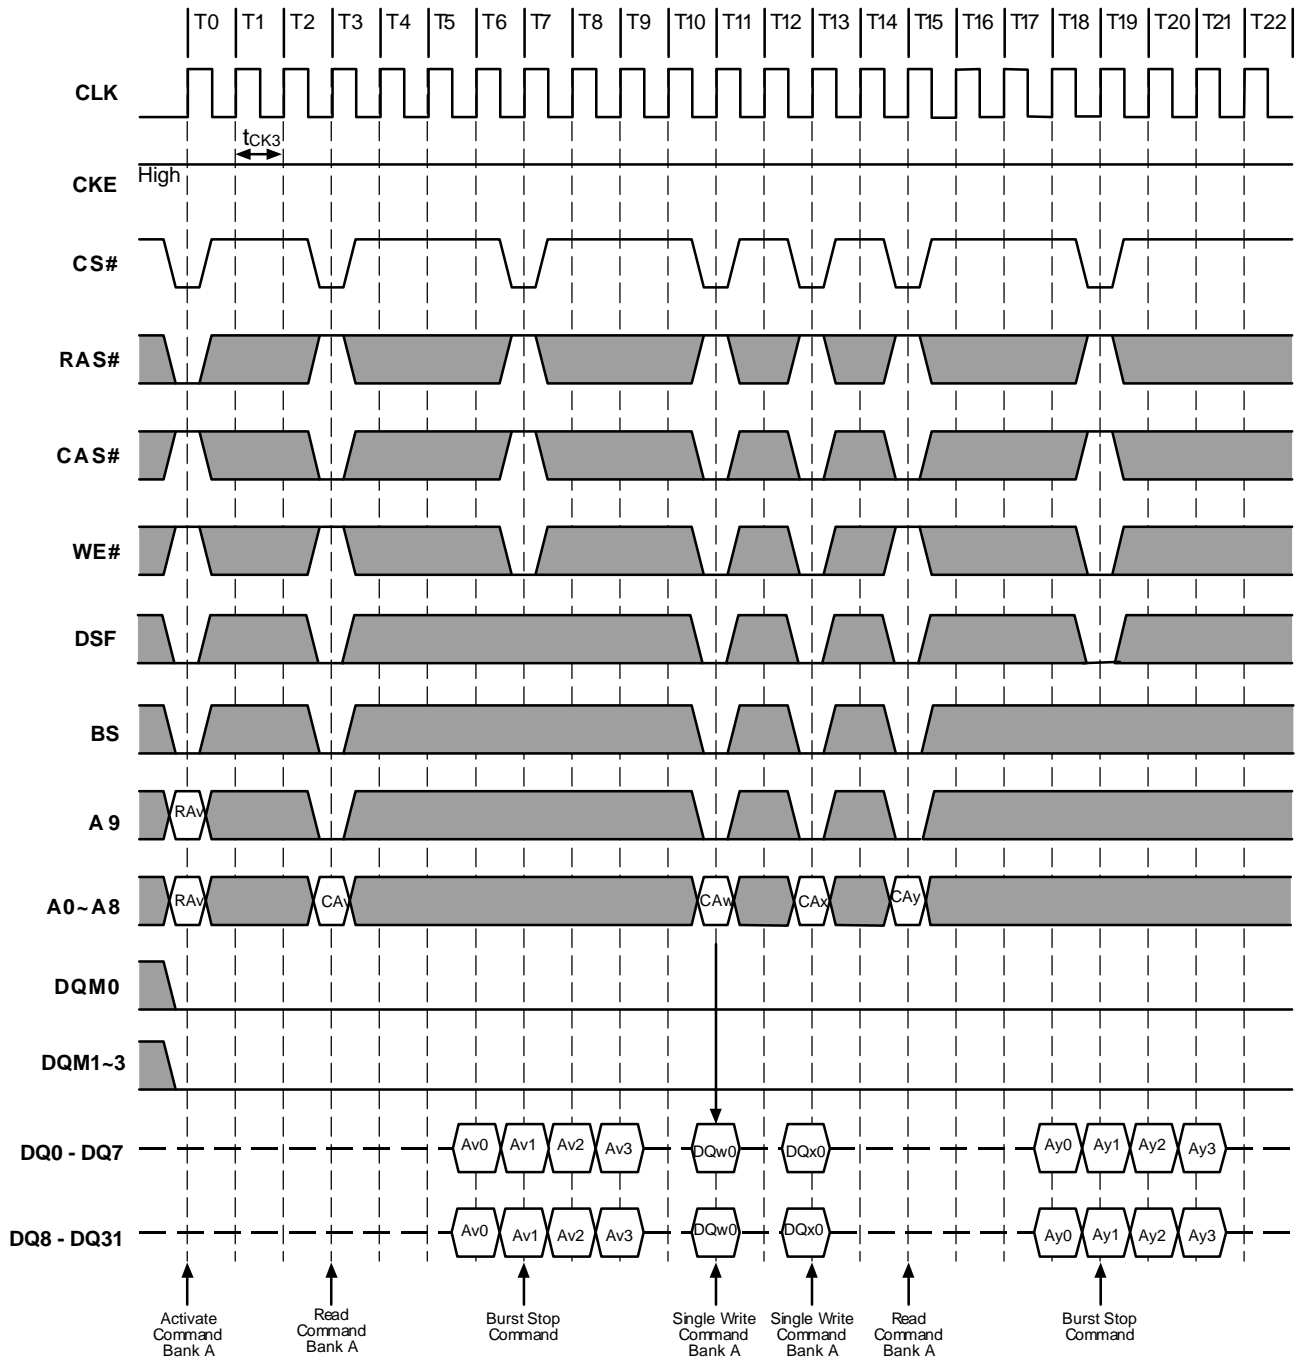 T0 T1 T2 T3 T4 T5 T6 T7 T8 T9 T10 T11 T12 T13 T14 T15 T16 T17 T18 T19 T20 T21 T22
CLK
tCK3
High
CKE
CS#
RAS#
CAS#
WE#
DSF
BS
A9
RAv
A0~A8
RAv CAv CAw CAx CAy
DQM0
DQM1~3
DQ0 - DQ7
Av0 Av1 Av2 Av3 DQw0 DQx0 Ay0 Ay1 Ay2 Ay3
DQ8 - DQ31
Av0 Av1 Av2 Av3 DQw0 DQx0 Ay0 Ay1 Ay2 Ay3
Activate
Command
Bank A
Read
Command
Bank A
Burst Stop
Command
Single Write
Command
Bank A
Single Write
Command
Bank A
Read
Command
Bank A
Burst Stop
Command